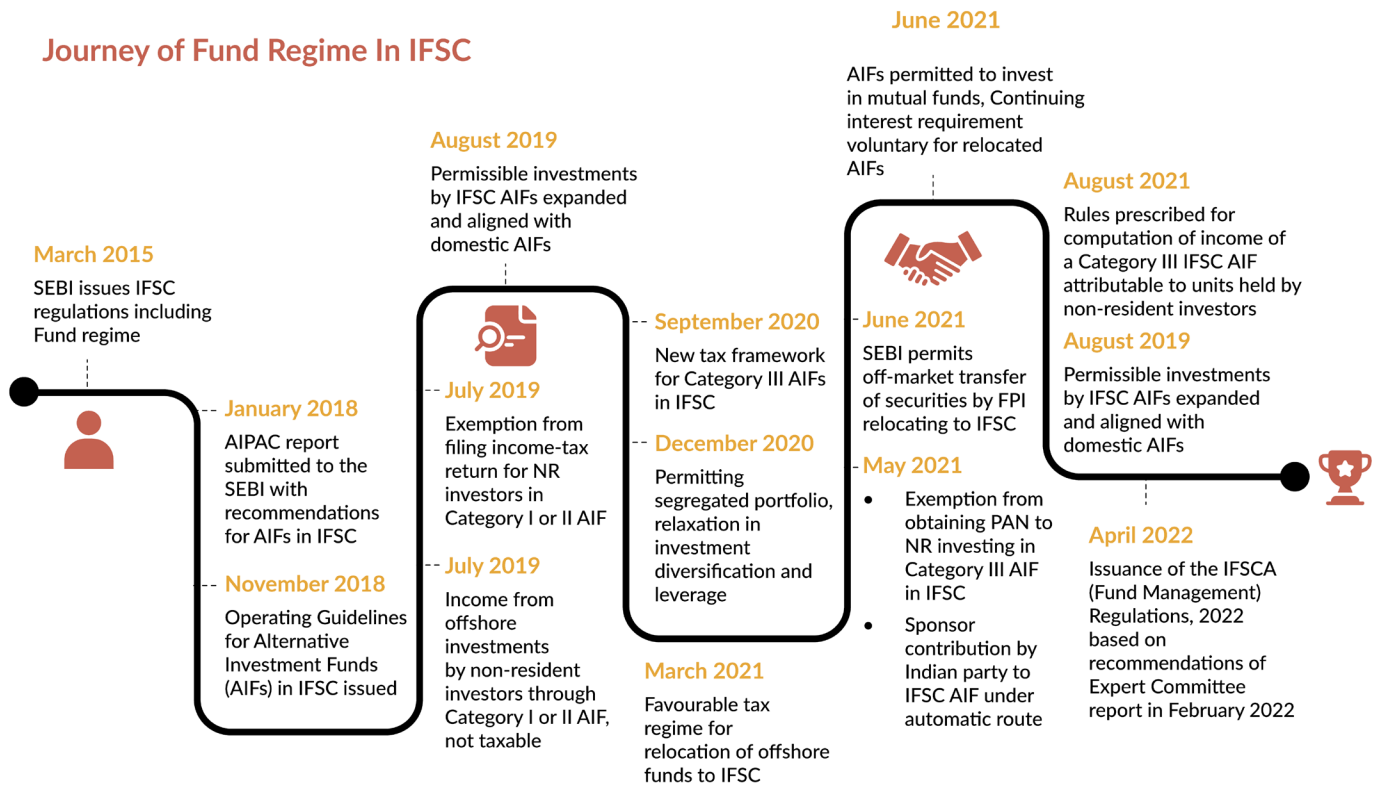 Journey of Fund Regime In IFSC
March 2015
SEBI issues IFSC
regulations including
Fund regime
January 2018
AIPAC report
submitted to the
SEBI with
recommendations
for AIFs in IFSC
November 2018
Operating Guidelines
for Alternative
Investment Funds
(AIFs) in IFSC issued
August 2019
Permissible investments
by IFSC AIFs expanded
and aligned with
domestic AIFs
July 2019
Exemption from
filing income-tax
return for NR
investors in
Category I or II AIF
July 2019
Income from
offshore
investments
by non-resident
investors through
Category I or II AIF,
not taxable
September 2020
New tax framework
for Category III AIFs
in IFSC
December 2020
Permitting
segregated portfolio,
relaxation in
investment
diversification and
leverage
March 2021
Favourable tax
regime for
relocation of offshore
funds to IFSC
June 2021
AIFs permitted to invest
in mutual funds, Continuing
interest requirement
voluntary for relocated
AIFs
June 2021
SEBI permits
off-market transfer
of securities by FPI
relocating to IFSC
May 2021
• Exemption from
obtaining PAN to
NR investing in
Category III AIF
in IFSC
• Sponsor
contribution by
Indian party to
IFSC AIF under
automatic route
August 2021
Rules prescribed for
computation of income of
a Category III IFSC AIF
attributable to units held by
non-resident investors
August 2019
Permissible investments
by IFSC AIFs expanded
and aligned with
domestic AIFs
April 2022
Issuance of the IFSCA
(Fund Management)
Regulations, 2022
based on
recommendations of
Expert Committee
report in February 2022